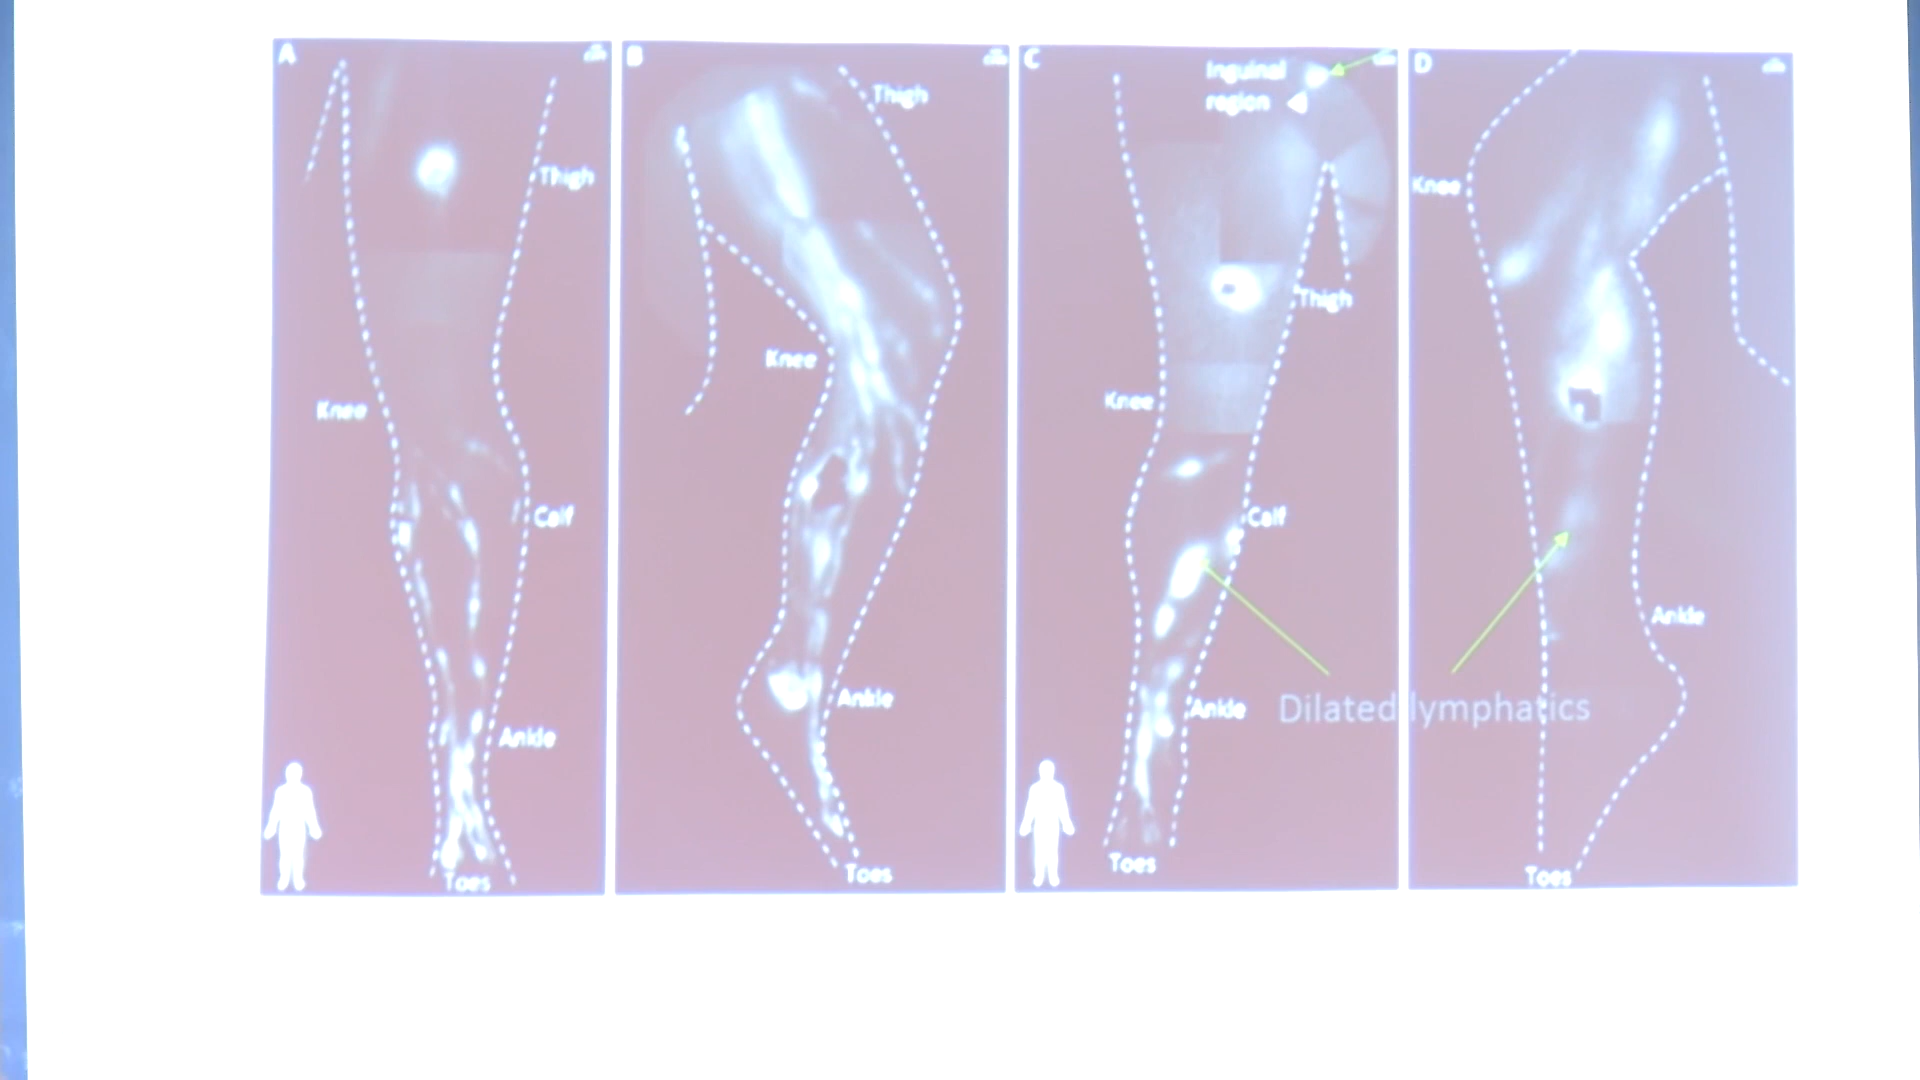 A
Thigh
Knee
Calf
Ankle
Toes
B
Thigh
Knee
Ankle
Toes
C
Inguinal
region
Thigh
Knee
Calf
Ankle
Toes
D
Knee
Ankle
Toes
Dilated lymphatics